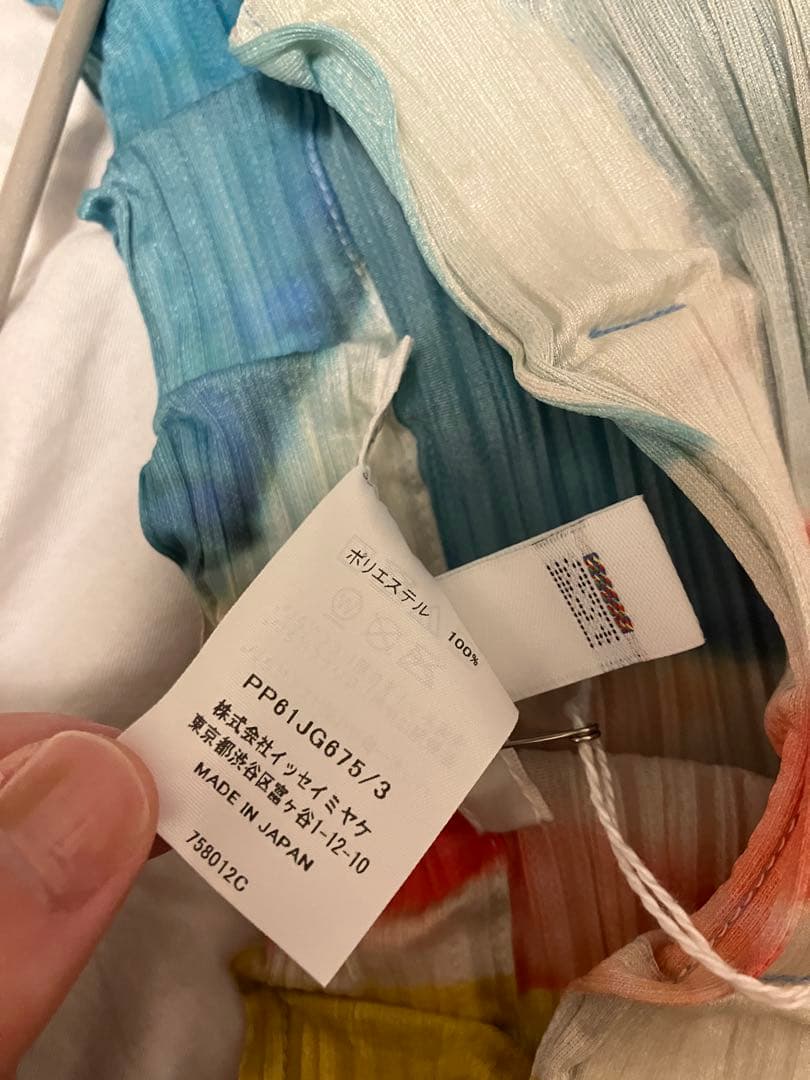 ポリエステル 100%
PP61JG675/3
株式会社イッセイミヤケ
東京都渋谷区富ヶ谷1-12-10
MADE IN JAPAN
758012C